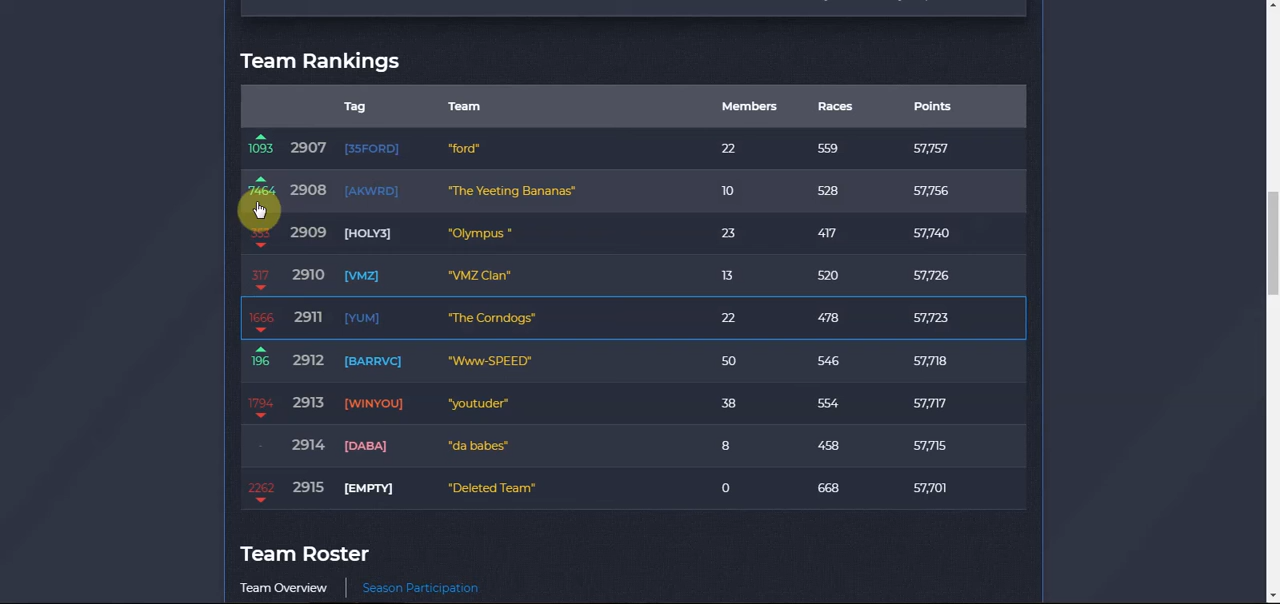 Team Rankings
Tag Team Members Races Points
1093 2907 [35FORD] "ford" 22 559 57,757
7464 2908 [AKWRD] "The Yeeting Bananas" 10 528 57,756
353 2909 [HOLY3] "Olympus " 23 417 57,740
317 2910 [VMZ] "VMZ Clan" 13 520 57,726
1666 2911 [YUM] "The Corndogs" 22 478 57,723
196 2912 [BARRVC] "Www-SPEED" 50 546 57,718
1794 2913 [WINYOU] "youtuder" 38 554 57,717
- 2914 [DABA] "da babes" 8 458 57,715
2262 2915 [EMPTY] "Deleted Team" 0 668 57,701
Team Roster
Team Overview Season Participation